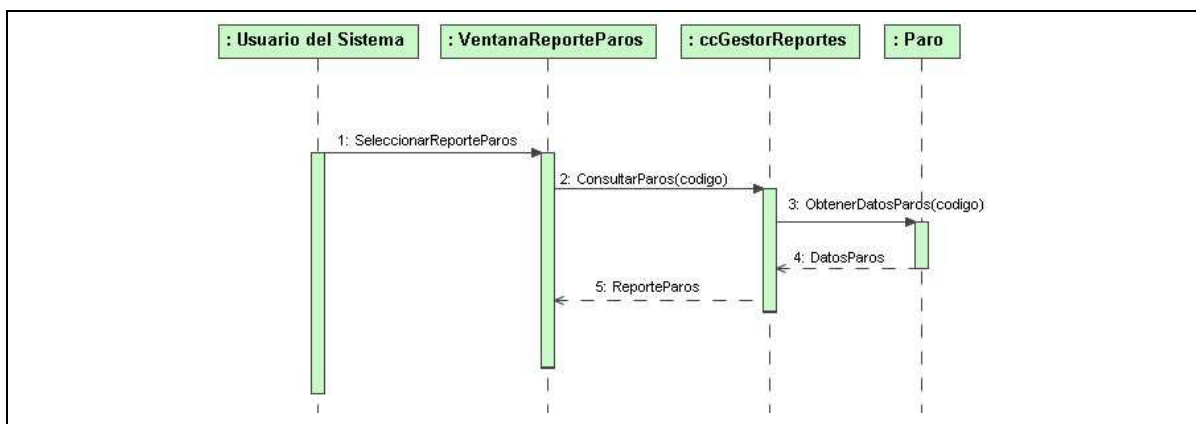 : Usuario del Sistema
: VentanaReporteParos
: ccGestorReportes
: Paro
1: SeleccionarReporteParos
2: ConsultarParos(codigo)
3: ObtenerDatosParos(codigo)
4: DatosParos
5: ReporteParos